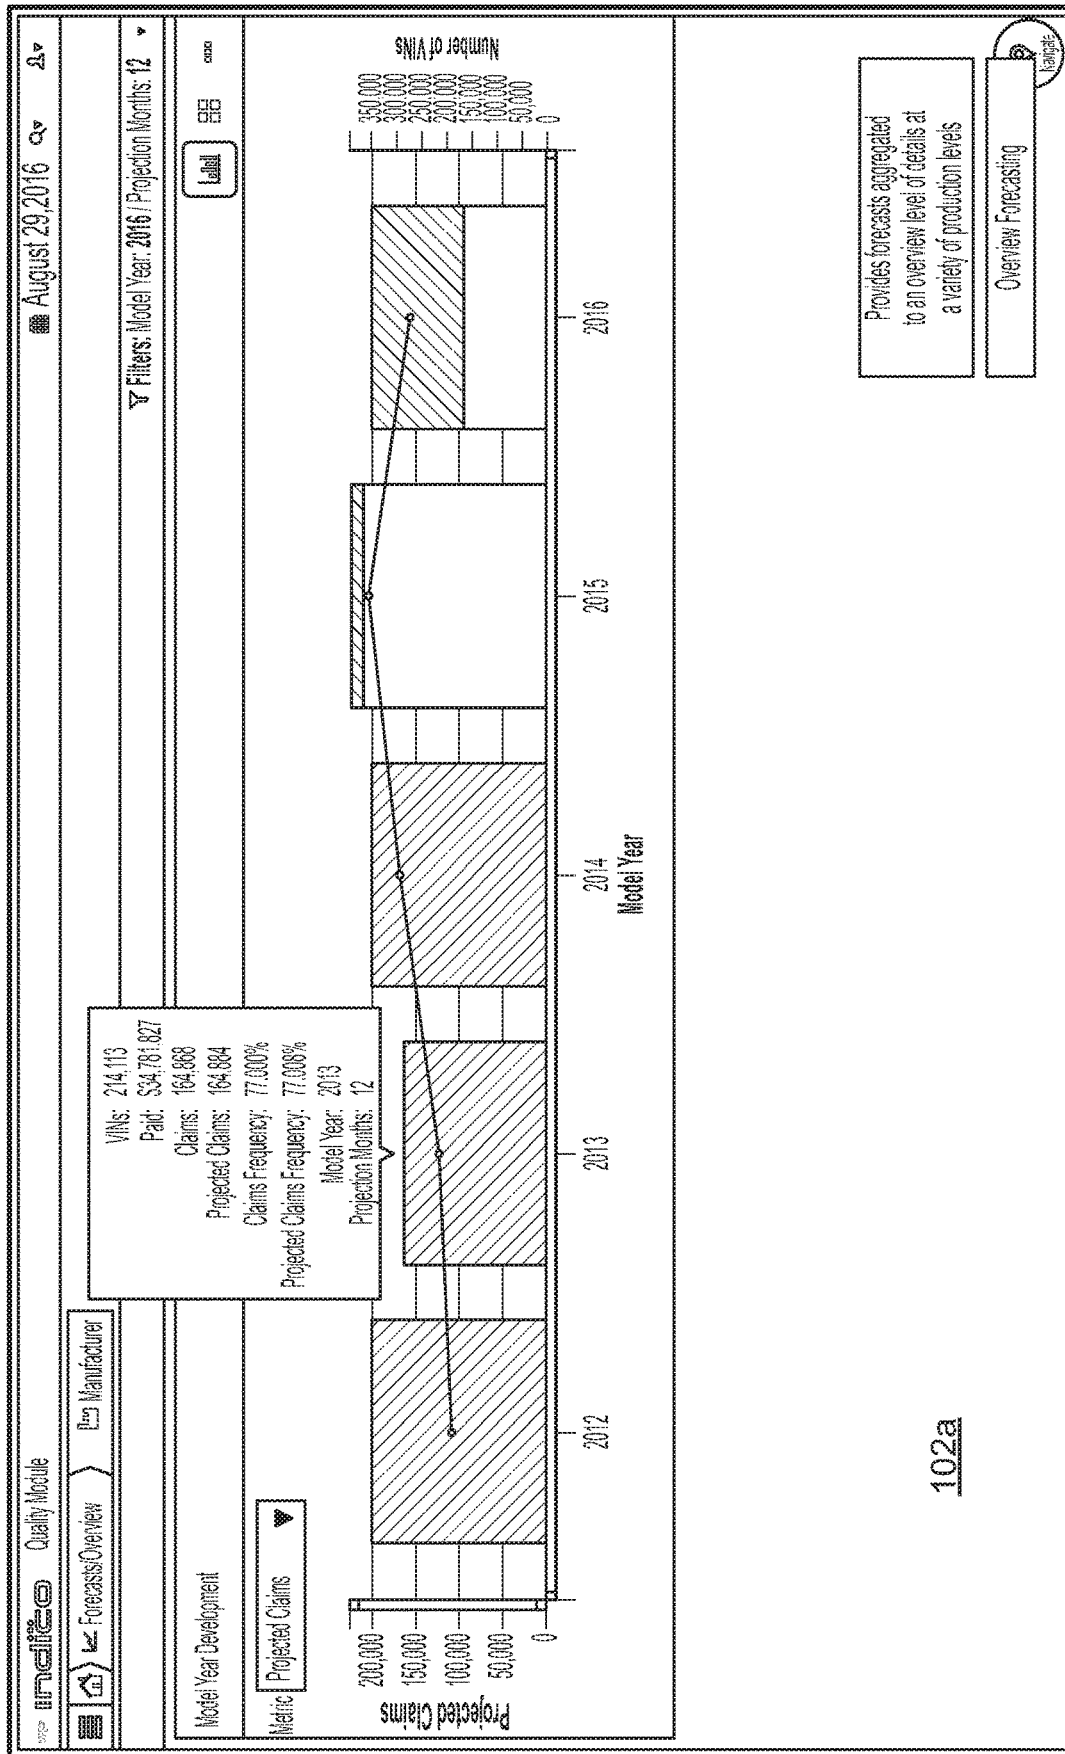 indico Quality Module
August 29,2016
Forecasts/Overview
Manufacturer
Filters: Model Year: 2016 / Projection Months: 12
Model Year Development
Metric
Projected Claims
VINs: 214,113
Paid: $34,781,827
Claims: 164,868
Projected Claims: 164,884
Claims Frequency: 77.000%
Projected Claims Frequency: 77.008%
Model Year: 2013
Projection Months: 12
Projected Claims
200,000
150,000
100,000
50,000
0
Number of VINs
350,000
300,000
250,000
200,000
150,000
100,000
50,000
0
2012
2013
2014
2015
2016
Model Year
Provides forecasts aggregated
to an overview level of details at
a variety of production levels
Overview Forecasting
Navigate
102a